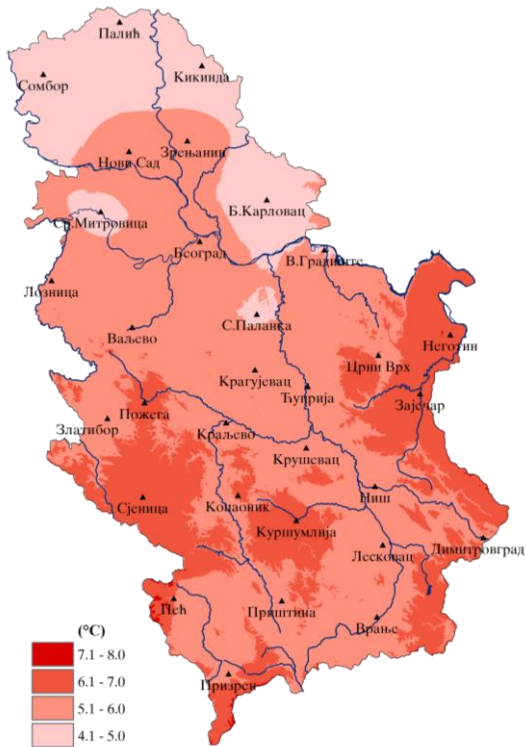 Палић
Сомбор
Кикинда
Зрењанин
Нови Сад
Б.Карловац
Ср.Митровица
Београд
В.Градиште
Лозница
С.Паланка
Ваљево
Неготин
Црни Врх
Крагујевац
Ћуприја
Зајечар
Пожега
Златибор
Краљево
Крушевац
Сјеница
Копаоник
Ниш
Куршумлија
Лесковац
Димитровград
Пећ
Приштина
Врање
Призрен
(°C)
7.1 - 8.0
6.1 - 7.0
5.1 - 6.0
4.1 - 5.0